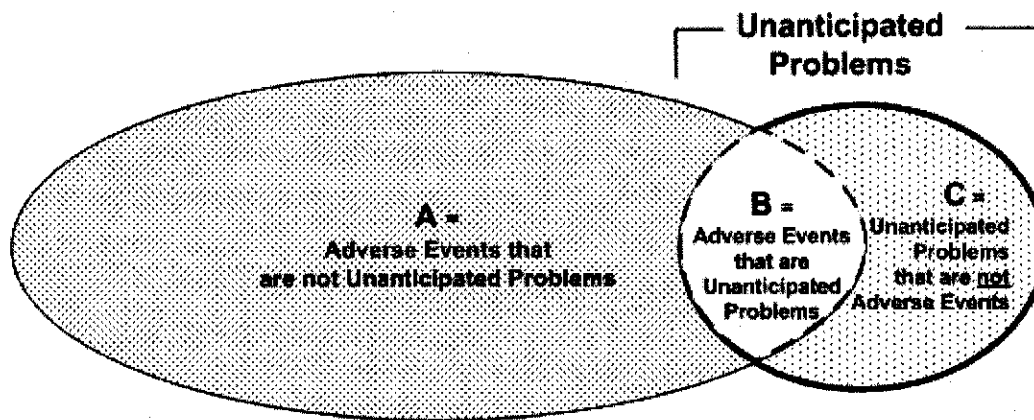 Unanticipated
Problems
A =
Adverse Events that
are not Unanticipated Problems
B =
Adverse Events
that are
Unanticipated
Problems
C =
Unanticipated
Problems
that are not
Adverse Events